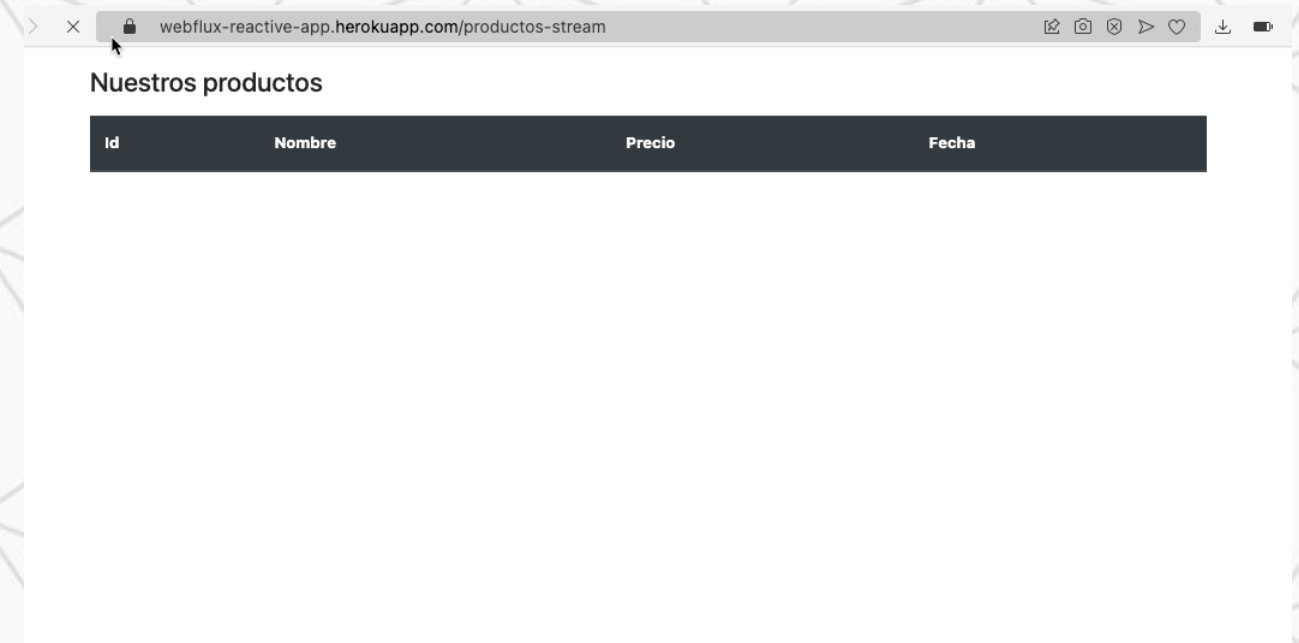 webflux-reactive-app.herokuapp.com/productos-stream
Nuestros productos
Id Nombre Precio Fecha